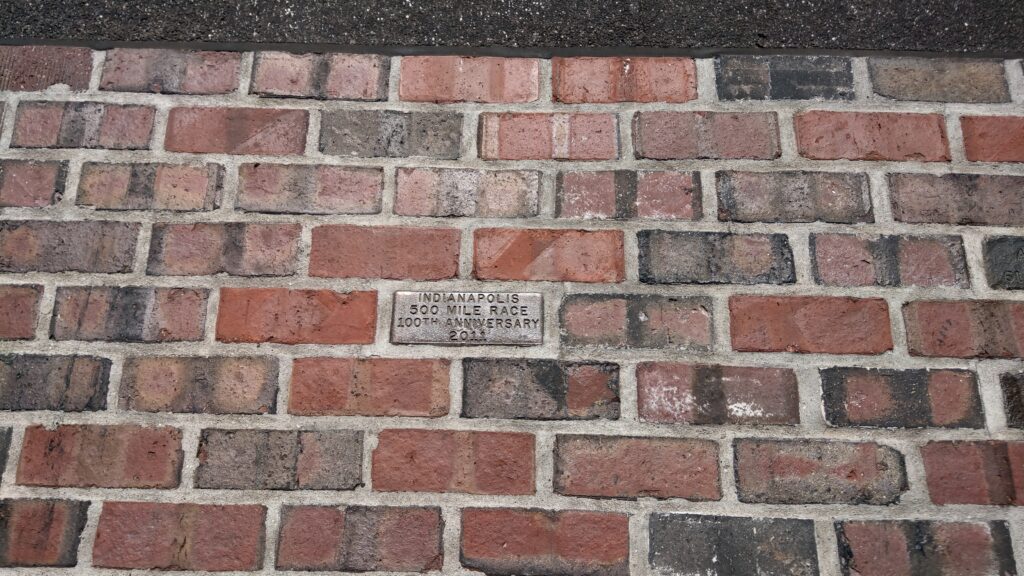 INDIANAPOLIS
500 MILE RACE
100TH ANNIVERSARY
2011